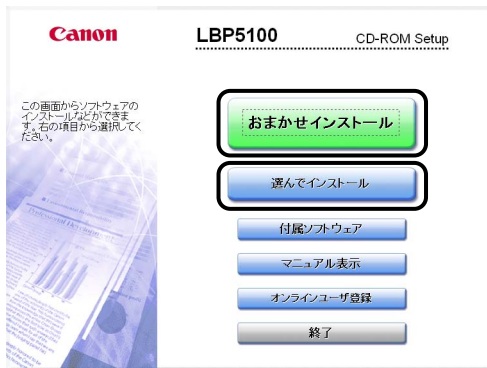 Canon
LBP5100
CD-ROM Setup
この画面からソフトウェアの
インストールなどができま
す。右の項目から選択してく
ださい。
おまかせインストール
選んでインストール
付属ソフトウェア
マニュアル表示
オンラインユーザ登録
終了